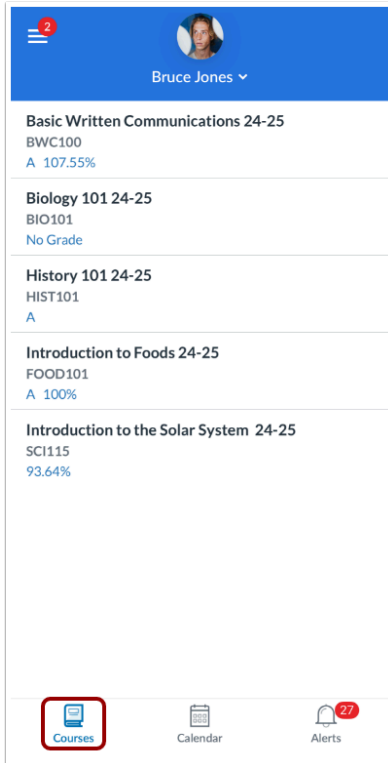 2
Bruce Jones
Basic Written Communications 24-25
BWC100
A 107.55%
Biology 101 24-25
BIO101
No Grade
History 101 24-25
HIST101
A
Introduction to Foods 24-25
FOOD101
A 100%
Introduction to the Solar System 24-25
SCI115
93.64%
27
Courses
Calendar
Alerts